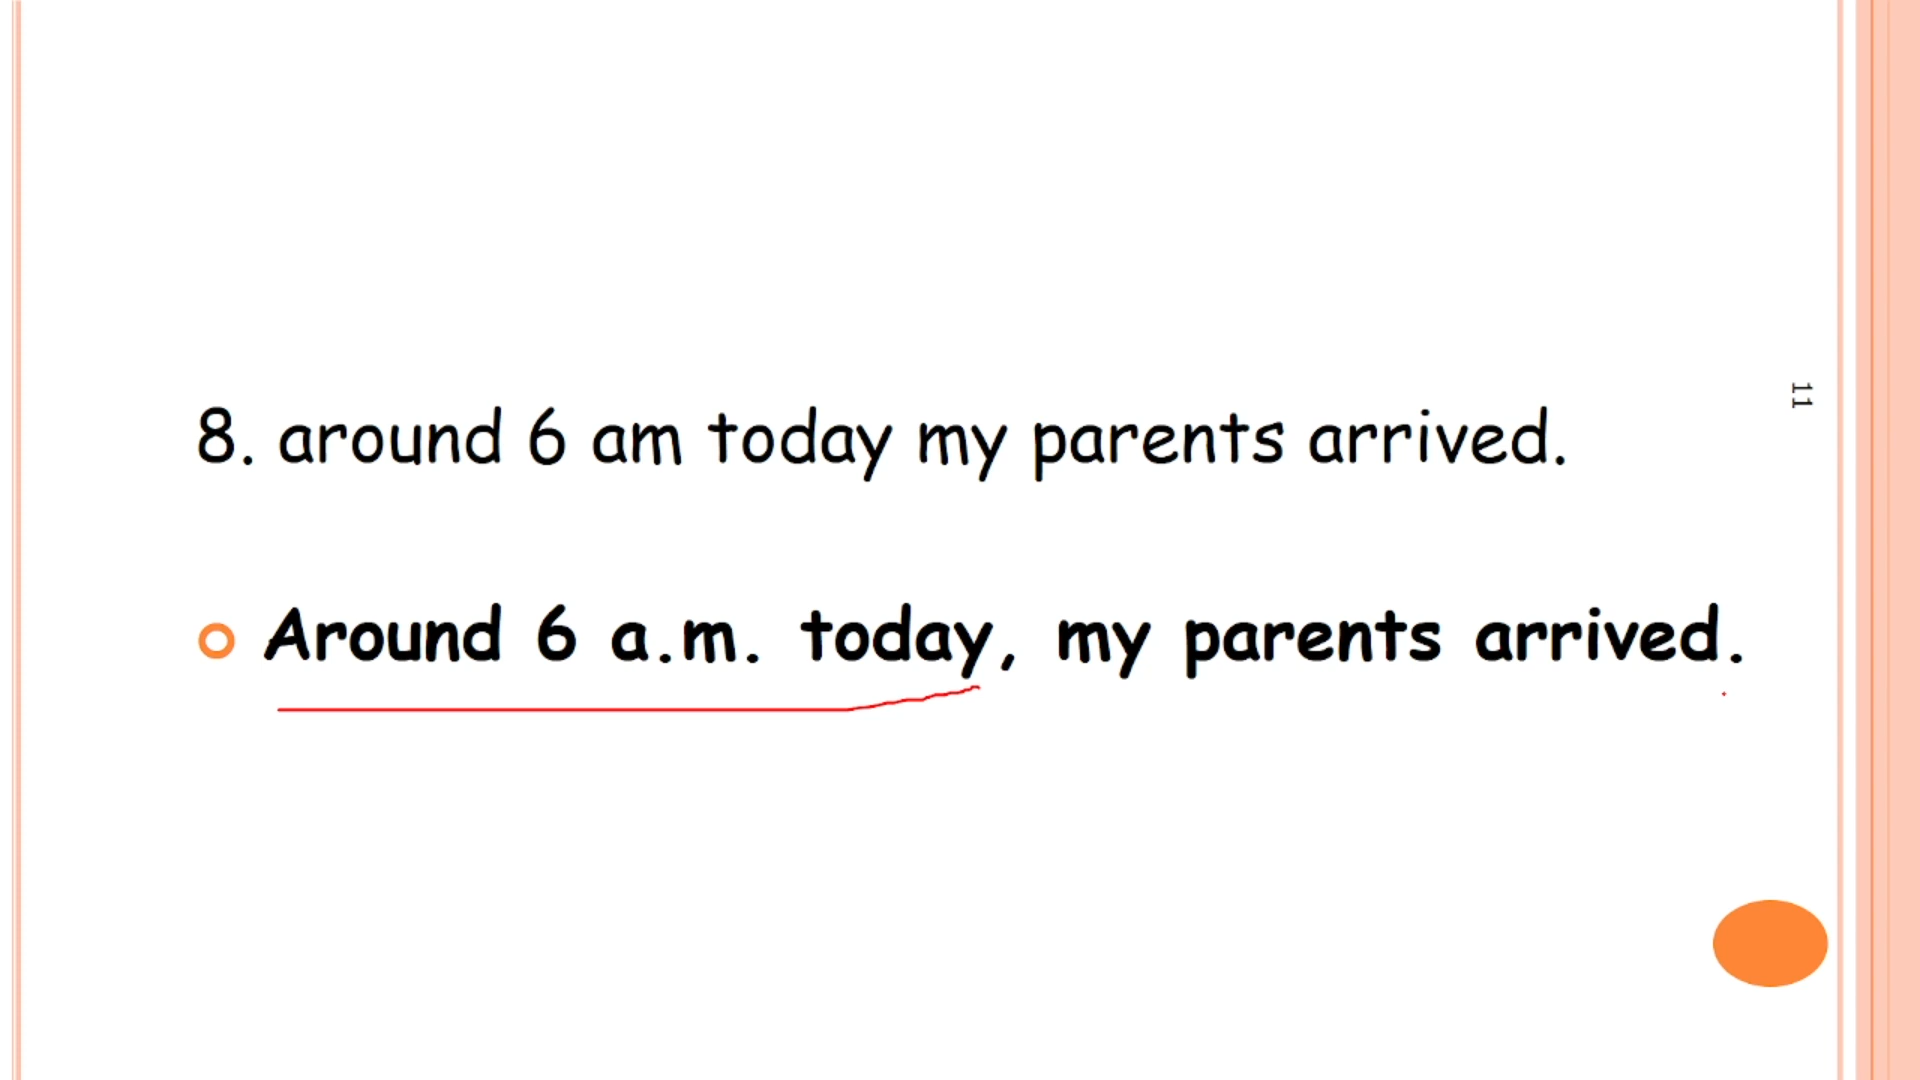 8. around 6 am today my parents arrived.
Around 6 a.m. today, my parents arrived.
11